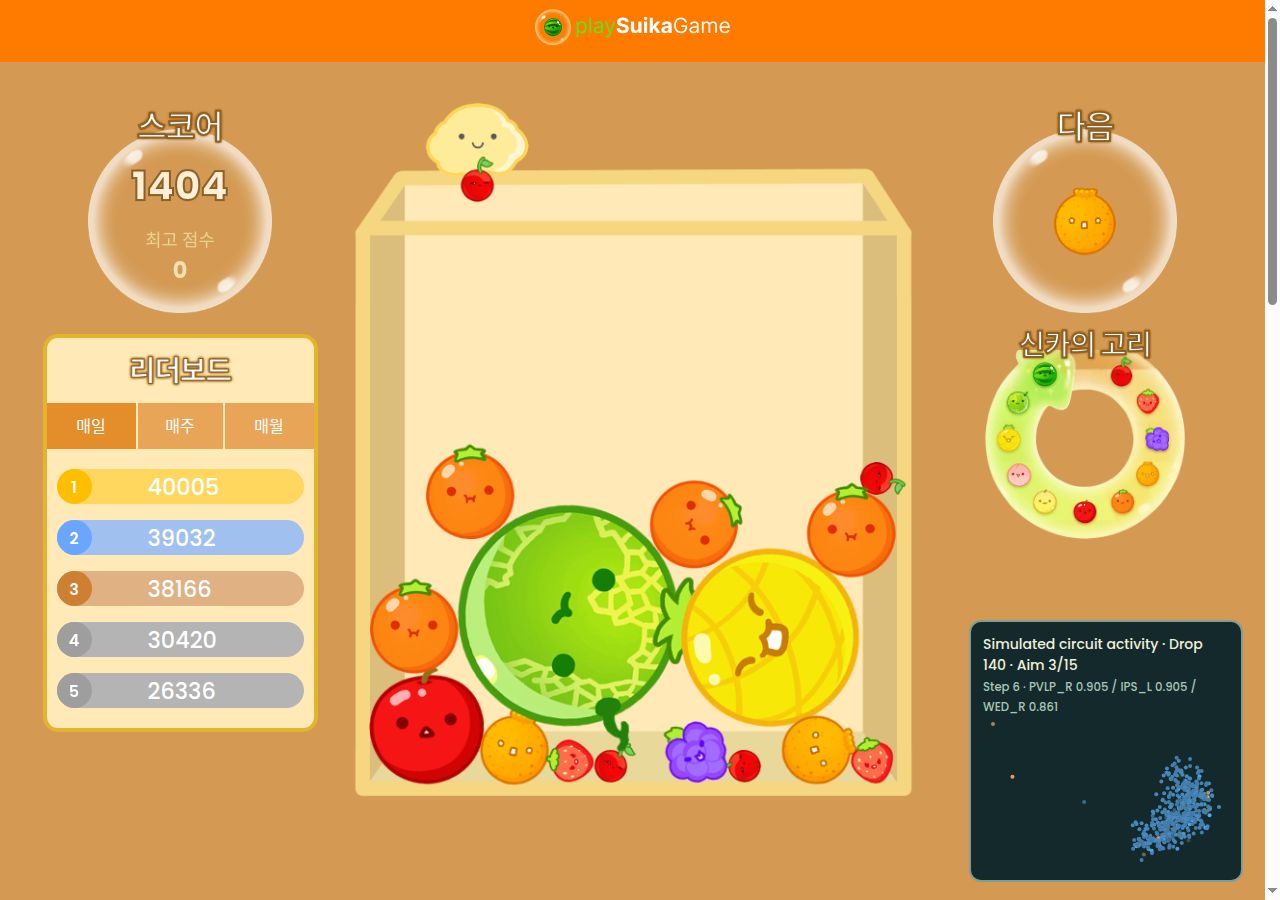 playSuikaGame
스코어
1404
최고 점수
0
다음
신카의 고리
리더보드
매일 매주 매월
1 40005
2 39032
3 38166
4 30420
5 26336
Simulated circuit activity · Drop
140 · Aim 3/15
Step 6 · PVLP_R 0.905 / IPS_L 0.905 /
WED_R 0.861